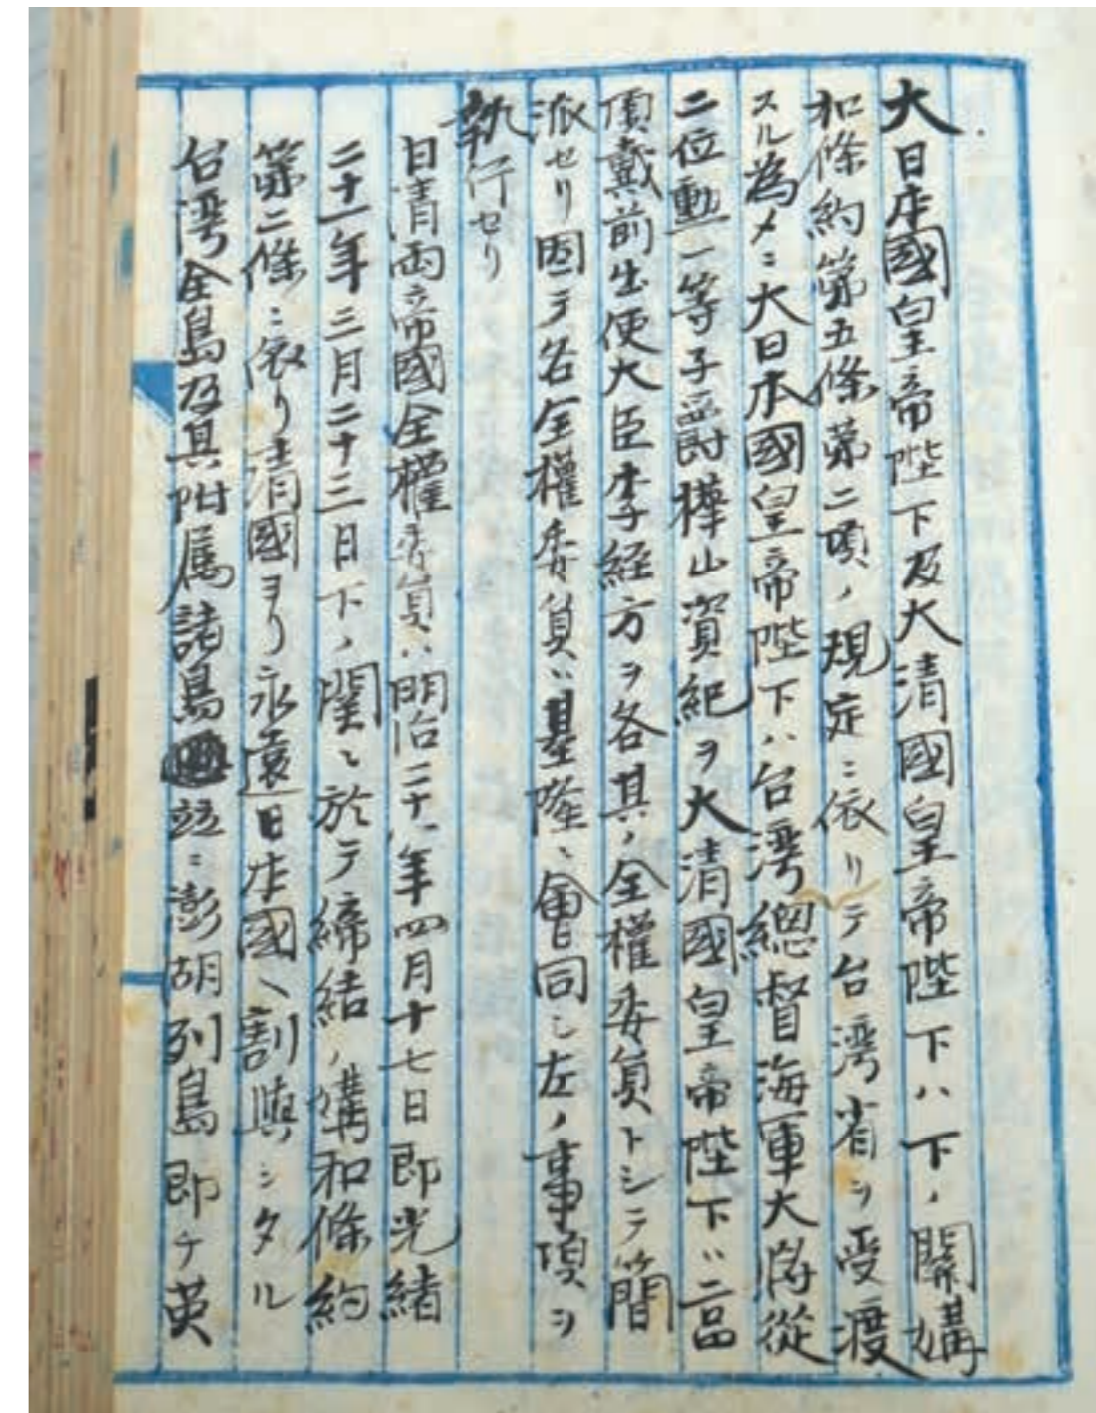 大日本國皇帝陛下及大清國皇帝陛下ハ下ノ關媾
和條約第五條第二項ノ規定ニ依リテ台湾省ヲ受渡
スル為メニ大日本國皇帝陛下ハ台湾總督海軍大将従
二位勳一等子爵樺山資紀ヲ大清國皇帝陛下ハ二品
頂戴前出使大臣李経方ヲ各其ノ全權委員トシテ簡
派セリ因テ各全權委員ハ基隆ニ會同シ左ノ事項ヲ
執行セリ
日清両帝國全權委員ハ明治二十八年四月十七日即光緒
二十一年三月二十三日下ノ関ニ於テ締結ノ媾和條約
第二條ニ依リ清國ヨリ永遠日本國ヘ割與シタル
台湾全島及其附属諸島並ニ澎湖列島即チ英